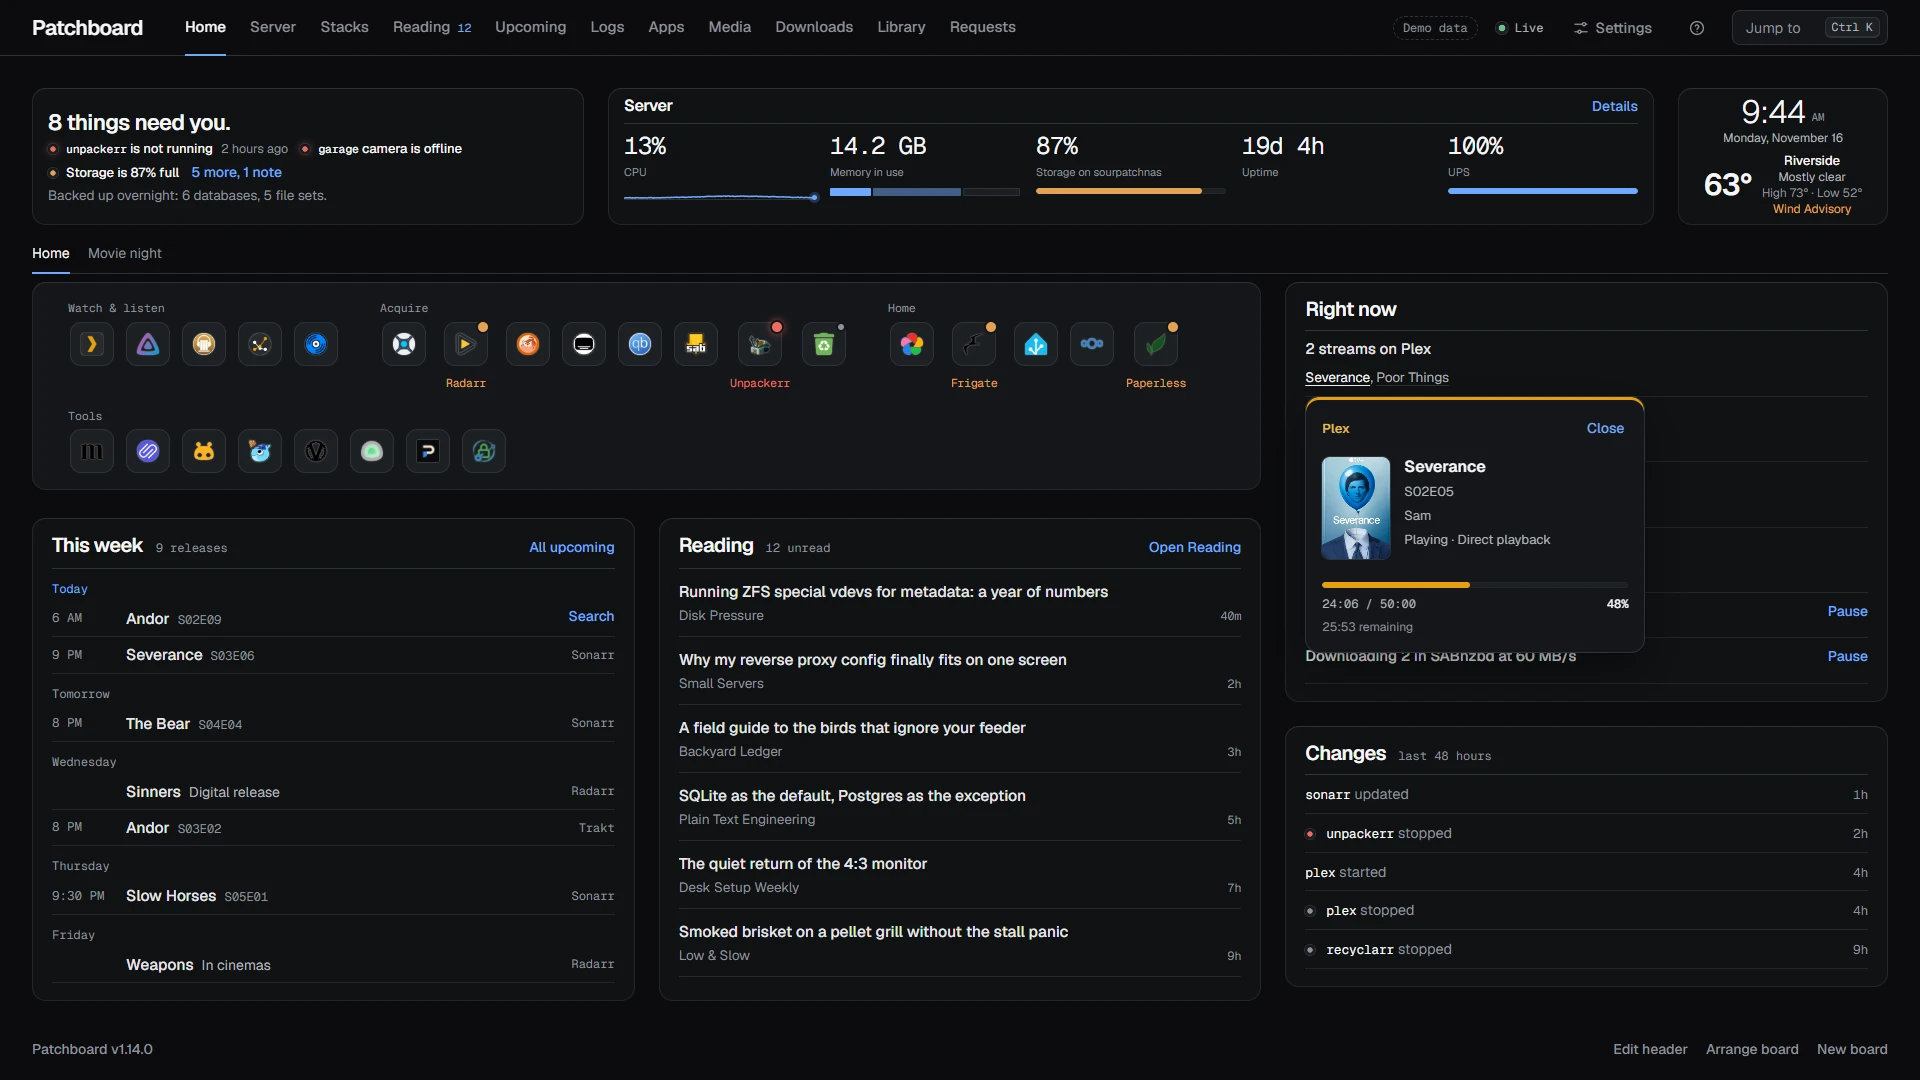 Patchboard
Home
Server
Stacks
Reading 12
Upcoming
Logs
Apps
Media
Downloads
Library
Requests
Demo data
Live
Settings
Jump to
Ctrl K
8 things need you.
unpackerr is not running 2 hours ago
garage camera is offline
Storage is 87% full 5 more, 1 note
Backed up overnight: 6 databases, 5 file sets.
Server
Details
13%
CPU
14.2 GB
Memory in use
87%
Storage on sourpatchnas
19d 4h
Uptime
100%
UPS
9:44 AM
Monday, November 16
63°
Riverside
Mostly clear
High 73° · Low 52°
Wind Advisory
Home
Movie night
Watch & listen
Acquire
qb
sab
Radarr
Unpackerr
Home
Frigate
Paperless
Tools
m
This week 9 releases
All upcoming
Today
6 AM Andor S02E09 Search
9 PM Severance S03E06 Sonarr
Tomorrow
8 PM The Bear S04E04 Sonarr
Wednesday
Sinners Digital release Radarr
8 PM Andor S03E02 Trakt
Thursday
9:30 PM Slow Horses S05E01 Sonarr
Friday
Weapons In cinemas Radarr
Reading 12 unread
Open Reading
Running ZFS special vdevs for metadata: a year of numbers
Disk Pressure 40m
Why my reverse proxy config finally fits on one screen
Small Servers 2h
A field guide to the birds that ignore your feeder
Backyard Ledger 3h
SQLite as the default, Postgres as the exception
Plain Text Engineering 5h
The quiet return of the 4:3 monitor
Desk Setup Weekly 7h
Smoked brisket on a pellet grill without the stall panic
Low & Slow 9h
Right now
2 streams on Plex
Severance, Poor Things
Plex
Close
Severance
Severance
S02E05
Sam
Playing · Direct playback
24:06 / 50:00 48%
25:53 remaining
Pause
Downloading 2 in SABnzbd at 60 MB/s Pause
Changes last 48 hours
sonarr updated 1h
unpackerr stopped 2h
plex started 4h
plex stopped 4h
recyclarr stopped 9h
Patchboard v1.14.0
Edit header
Arrange board
New board